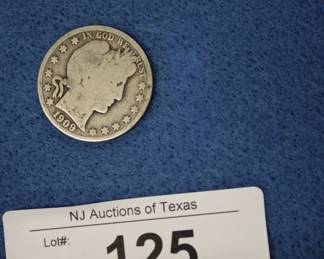 IN GOD WE TRUST
1909
NJ Auctions of Texas
Lot#:
125